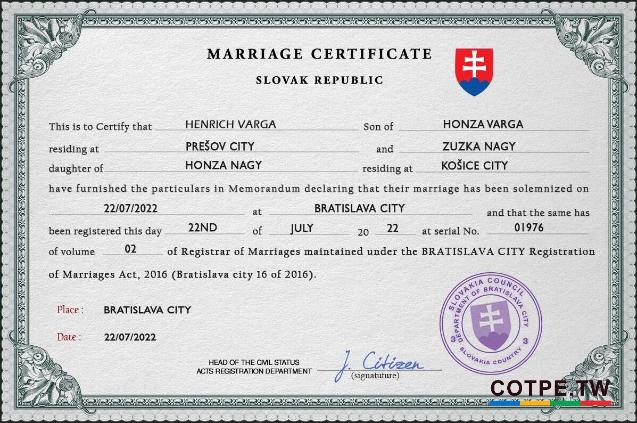 MARRIAGE CERTIFICATE
SLOVAK REPUBLIC
This is to Certify that HENRICH VARGA Son of HONZA VARGA
residing at PREŠOV CITY and ZUZKA NAGY
daughter of HONZA NAGY residing at KOŠICE CITY
have furnished the particulars in Memorandum declaring that their marriage has been solemnized on
22/07/2022 at BRATISLAVA CITY and that the same has
been registered this day 22ND of JULY 20 22 at serial No. 01976
of volume 02 of Registrar of Marriages maintained under the BRATISLAVA CITY Registration
of Marriages Act, 2016 (Bratislava city 16 of 2016).
Place : BRATISLAVA CITY
Date : 22/07/2022
SLOVAKIA COUNCIL
DEPARTMENT OF BRATISLAVA CITY
SLOVAKIA COUNTRY
HEAD OF THE CIVIL STATUS
ACTS REGISTRATION DEPARTMENT J. Citizen
(signatuture)
COTPE.TW